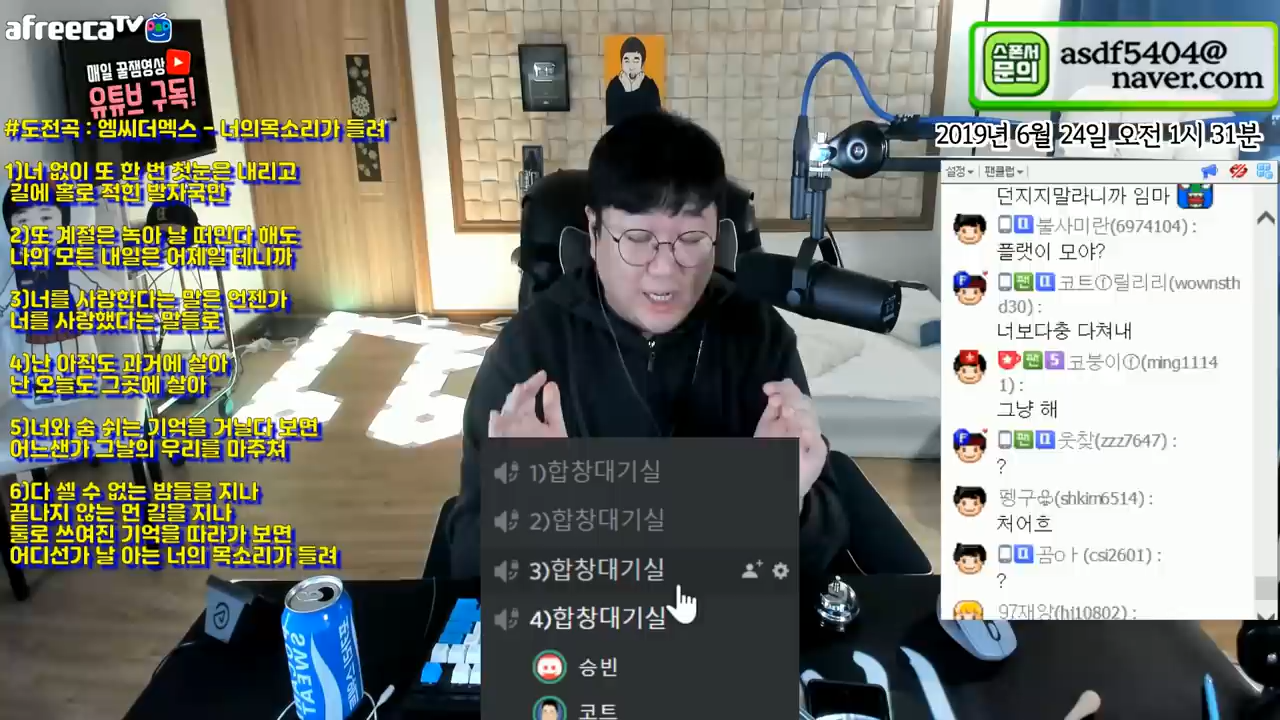 afreecaTV
매일 꿀잼영상
유튜브 구독!
#도전곡 : 엠씨더멕스 - 너의목소리가 들려
1)너 없이 또 한 번 첫눈은 내리고
길에 홀로 적힌 발자국만
2)또 계절은 녹아 날 떠민다 해도
나의 모든 내일은 어제일 테니까
3)너를 사랑한다는 말은 언젠가
너를 사랑했다는 말들로
4)난 아직도 과거에 살아
난 오늘도 그곳에 살아
5)너와 숨 쉬는 기억을 거닐다 보면
어느샌가 그날의 우리를 마주쳐
6)다 셀 수 없는 밤들을 지나
끝나지 않는 먼 길을 지나
둘로 쓰여진 기억을 따라가 보면
어디선가 날 아는 너의 목소리가 들려
스폰서
문의
asdf5404@
naver.com
2019년 6월 24일 오전 1시 31분
설정 팬클럽
던지지말라니까 임마
불사미란(6974104) :
플랫이 모야?
팬 코트ⓕ릴리리(wownsth
d30) :
너보다충 다쳐내
팬 5 코붕이ⓕ(ming1114
1) :
그냥 해
팬 웃찾(zzz7647) :
?
펭구♧(shkim6514) :
처어흐
곰ㅇㅏ(csi2601) :
?
97재앙(hj10802) :
1)합창대기실
2)합창대기실
3)합창대기실
4)합창대기실
승빈
코트
SWEAT